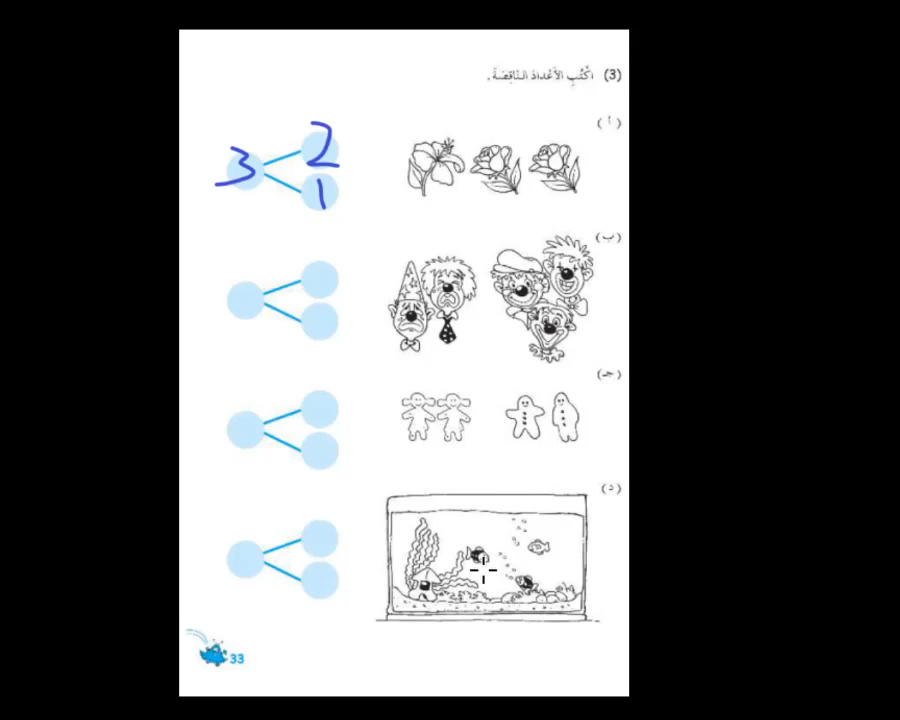 (3) اكْتُبِ الأَعْدادَ النّاقِصَةَ .
( أ )
2
3
1
(ب)
(جـ)
(د)
33